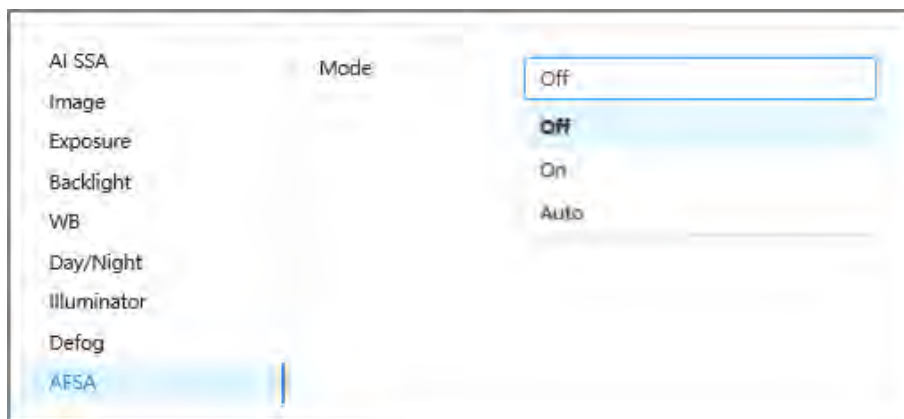 AI SSA
Image
Exposure
Backlight
WB
Day/Night
Illuminator
Defog
AFSA
Mode
Off
Off
On
Auto